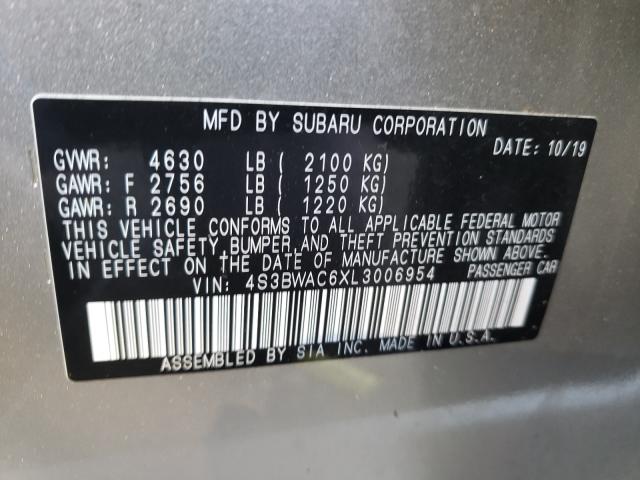 MFD BY SUBARU CORPORATION
DATE: 10/19
GVWR: 4630 LB ( 2100 KG)
GAWR: F 2756 LB ( 1250 KG)
GAWR: R 2690 LB ( 1220 KG)
THIS VEHICLE CONFORMS TO ALL APPLICABLE FEDERAL MOTOR
VEHICLE SAFETY, BUMPER, AND THEFT PREVENTION STANDARDS
IN EFFECT ON THE DATE OF MANUFACTURE SHOWN ABOVE.
VIN: 4S3BWAC6XL3006954 PASSENGER CAR
ASSEMBLED BY SIA INC. MADE IN U.S.A.